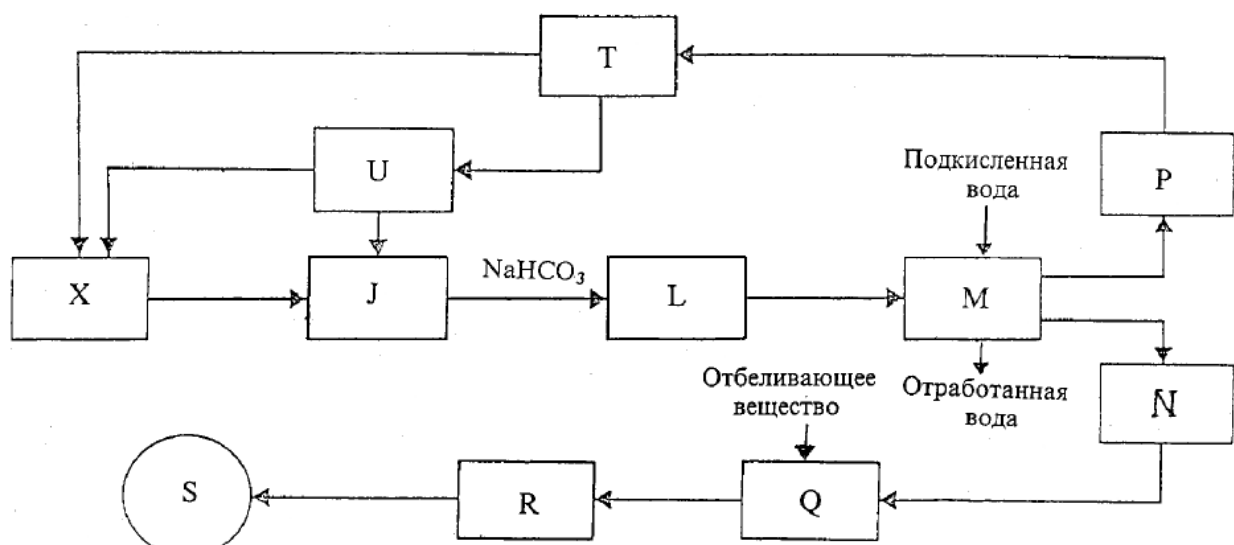 T
U
P
Подкисленная
вода
X
J
NaHCO₃
L
M
N
Отбеливающее
вещество
Отработанная
вода
S
R
Q